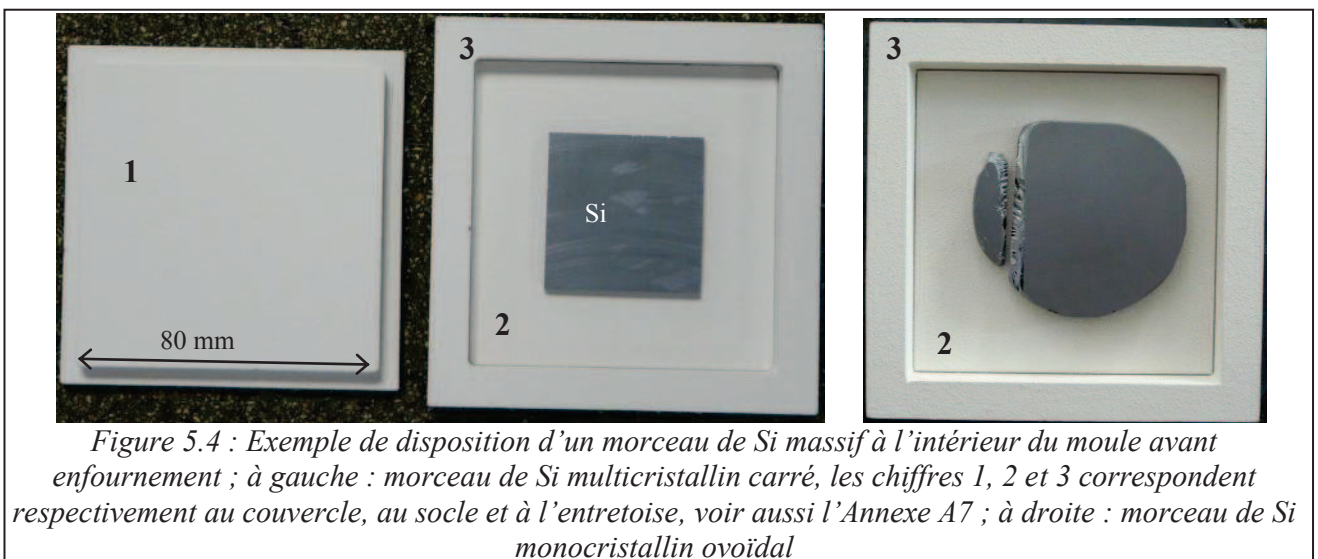 3
3
1
Si
2
2
80 mm
Figure 5.4 : Exemple de disposition d’un morceau de Si massif à l’intérieur du moule avant
enfournement ; à gauche : morceau de Si multicristallin carré, les chiffres 1, 2 et 3 correspondent
respectivement au couvercle, au socle et à l’entretoise, voir aussi l’Annexe A7 ; à droite : morceau de Si
monocristallin ovoïdal